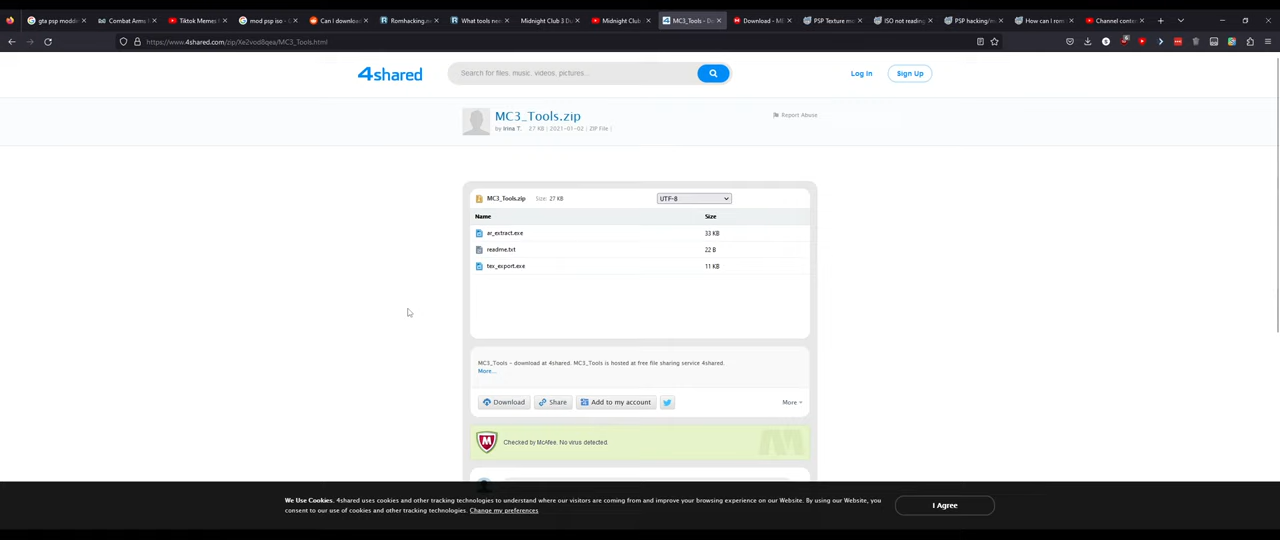 gta psp moddi
Combat Arms
Tiktok Memes
mod psp iso - G
Can I download
Romhacking.ne
What tools nee
Midnight Club 3 D
Midnight Club
MC3_Tools - Do
Download - M
PSP Texture mo
ISO not reading
PSP hacking/m
How can I rom
Channel conten
https://www.4shared.com/zip/Xe2vod8qea/MC3_Tools.html
4shared
Search for files, music, videos, pictures...
Log in
Sign Up
MC3_Tools.zip
by Irina T. 27 KB | 2021-01-02 | ZIP File |
Report Abuse
MC3_Tools.zip Size: 27 KB UTF-8
Name Size
ar_extract.exe 33 KB
readme.txt 22 B
tex_export.exe 11 KB
MC3_Tools - download at 4shared. MC3_Tools is hosted at free file sharing service 4shared.
More...
Download Share Add to my account More
Checked by McAfee. No virus detected.
We Use Cookies. 4shared uses cookies and other tracking technologies to understand where our visitors are coming from and improve your browsing experience on our Website. By using our Website, you
consent to our use of cookies and other tracking technologies. Change my preferences
I Agree